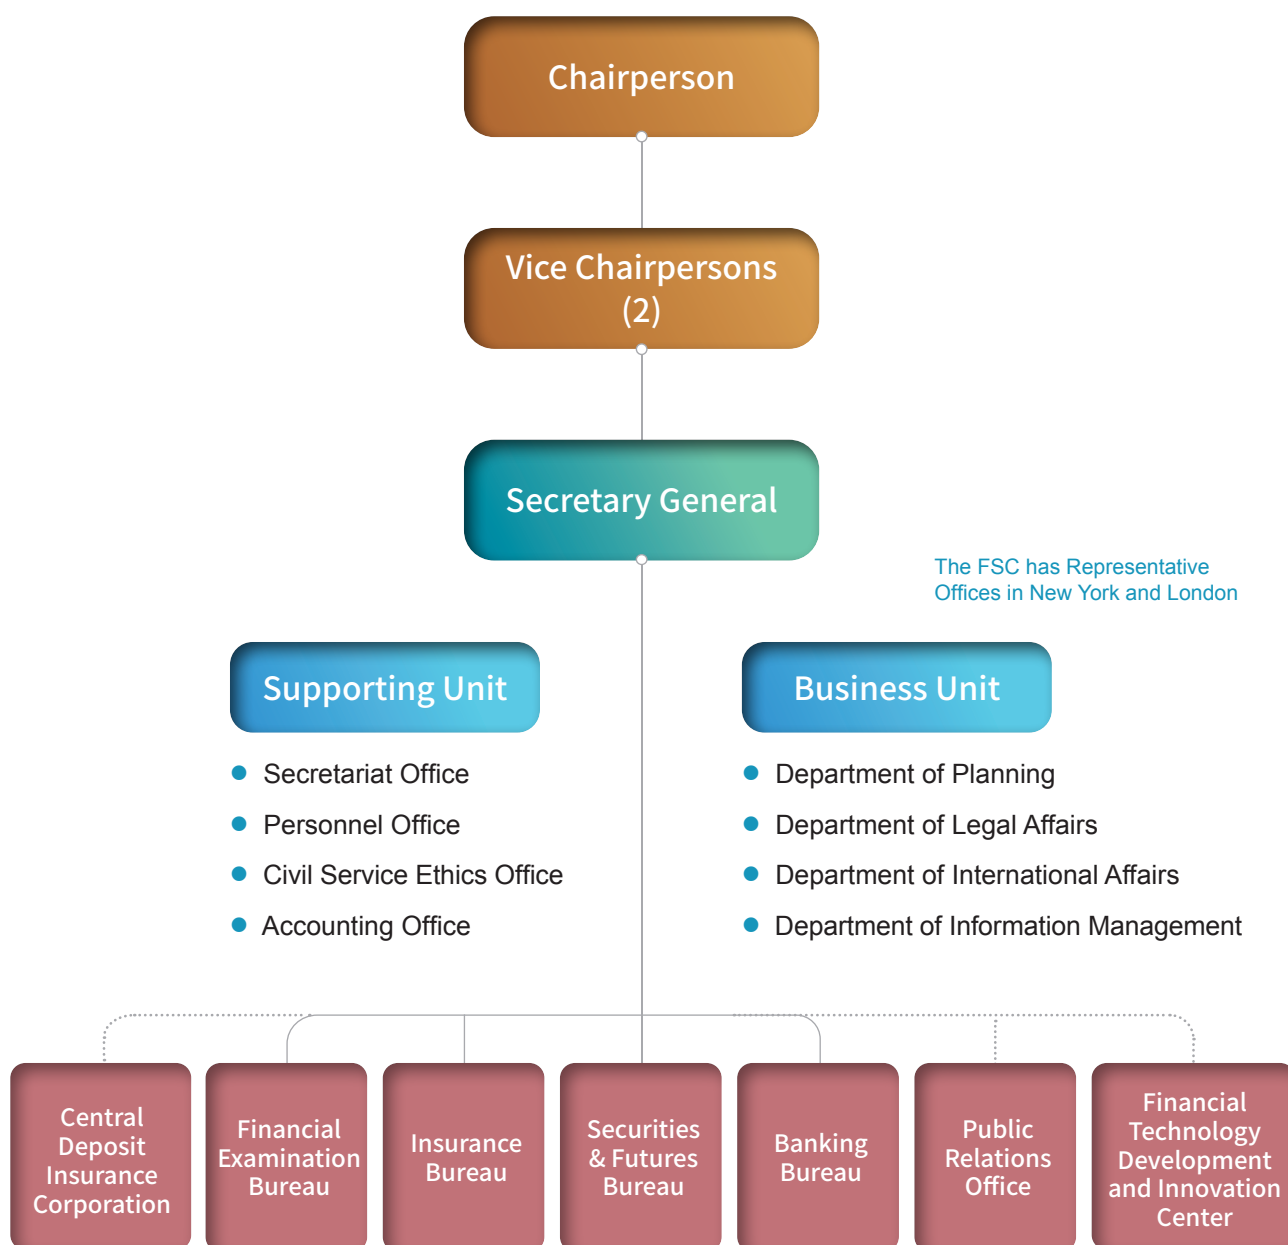 Chairperson
Vice Chairpersons
(2)
Secretary General
The FSC has Representative
Offices in New York and London
Supporting Unit
Secretariat Office
Personnel Office
Civil Service Ethics Office
Accounting Office
Business Unit
Department of Planning
Department of Legal Affairs
Department of International Affairs
Department of Information Management
Central
Deposit
Insurance
Corporation
Financial
Examination
Bureau
Insurance
Bureau
Securities
& Futures
Bureau
Banking
Bureau
Public
Relations
Office
Financial
Technology
Development
and Innovation
Center